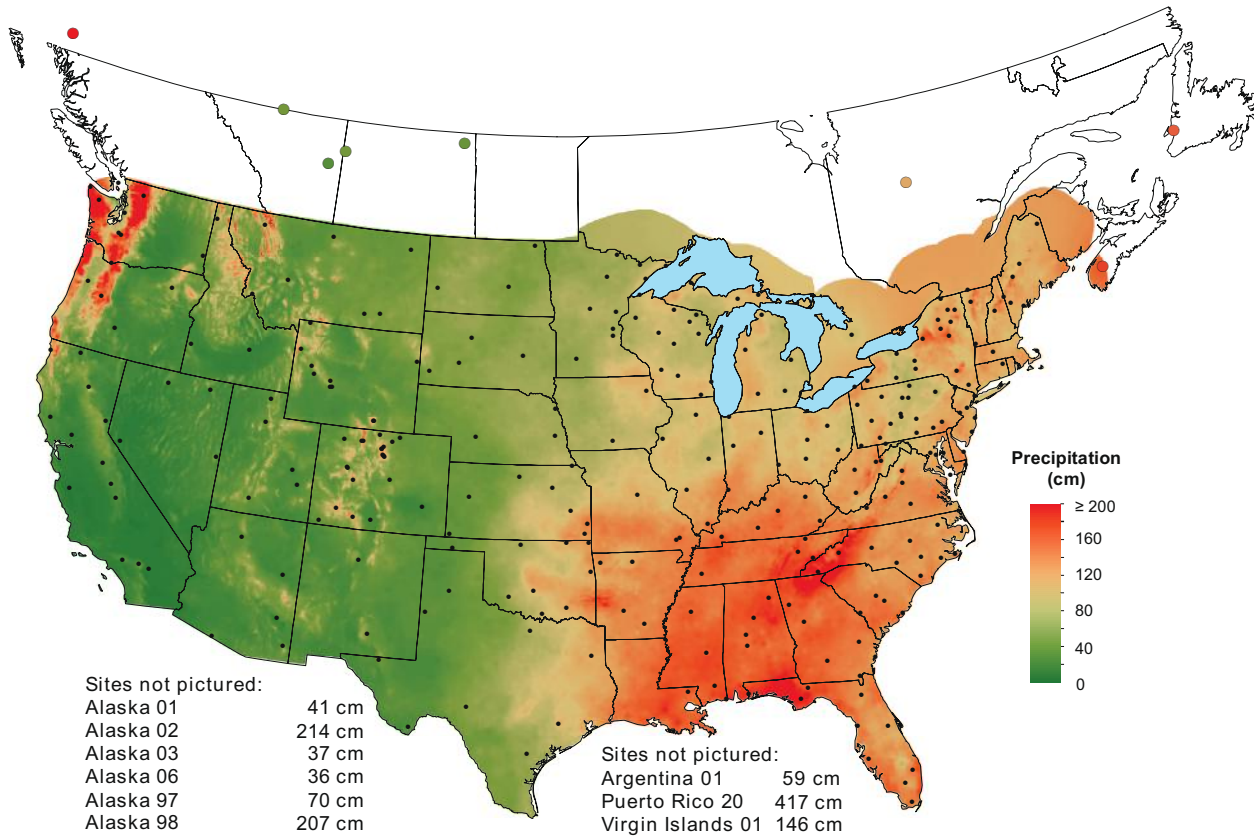 Precipitation
(cm)
≥ 200
160
120
80
40
0
Sites not pictured:
Alaska 01 41 cm
Alaska 02 214 cm
Alaska 03 37 cm
Alaska 06 36 cm
Alaska 97 70 cm
Alaska 98 207 cm
Sites not pictured:
Argentina 01 59 cm
Puerto Rico 20 417 cm
Virgin Islands 01 146 cm